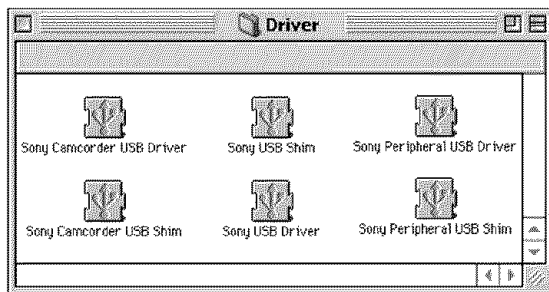 Driver
Sony Camcorder USB Driver
Sony USB Shim
Sony Peripheral USB Driver
Sony Camcorder USB Shim
Sony USB Driver
Sony Peripheral USB Shim